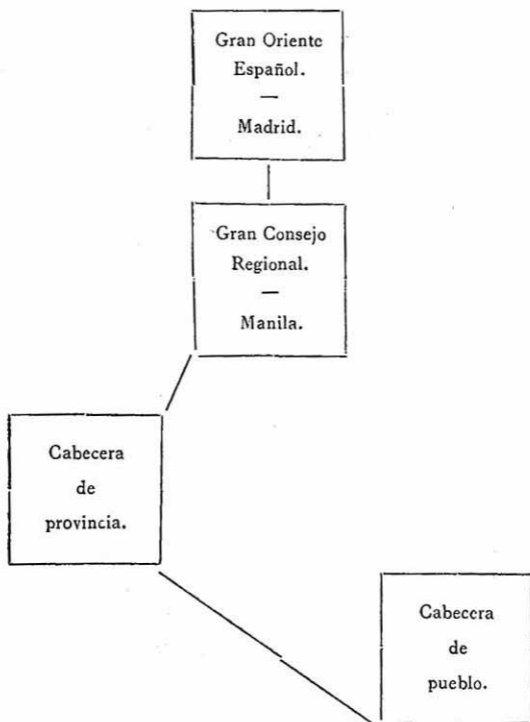 Gran Oriente
Español.
—
Madrid.
Gran Consejo
Regional.
—
Manila.
Cabecera
de
provincia.
Cabecera
de
pueblo.